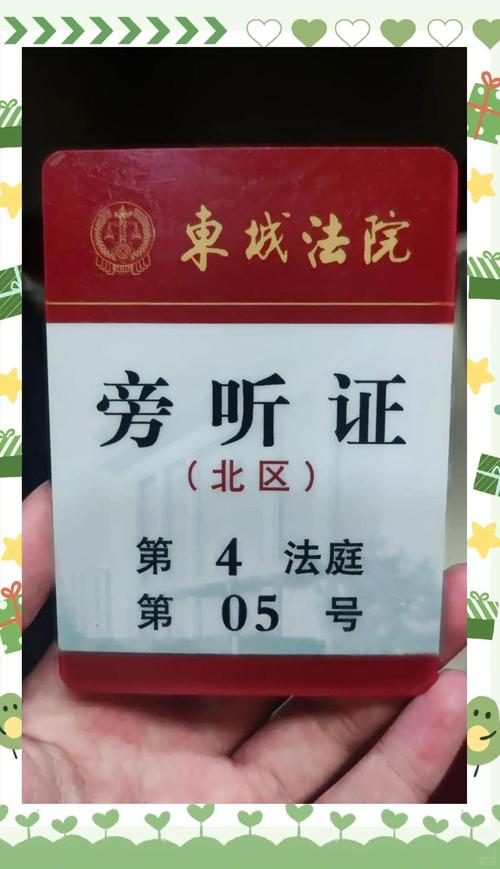 東城法院
旁听证
（北区）
第 4 法庭
第 05 号